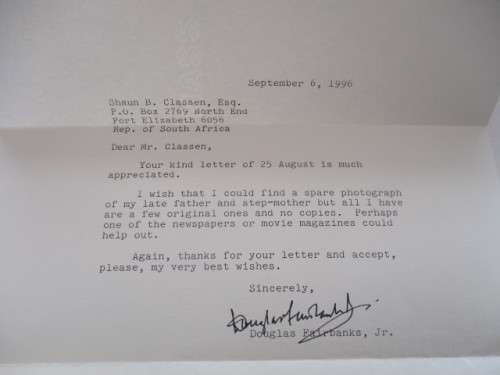 September 6, 1996
Shaun B. Classen, Esq.
P.O. Box 2769 North End
Port Elizabeth 6056
Rep. of South Africa
Dear Mr. Classen,
Your kind letter of 25 August is much
appreciated.
I wish that I could find a spare photograph
of my late father and step-mother but all I have
are a few original ones and no copies. Perhaps
one of the newspapers or movie magazines could
help out.
Again, thanks for your letter and accept,
please, my very best wishes.
Sincerely,
Douglas Fairbanks Jr.
Douglas Fairbanks, Jr.